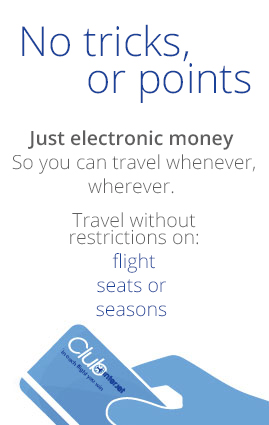 No tricks,
or points
Just electronic money
So you can travel whenever,
wherever.
Travel without
restrictions on:
flight
seats or
seasons
club
interjet